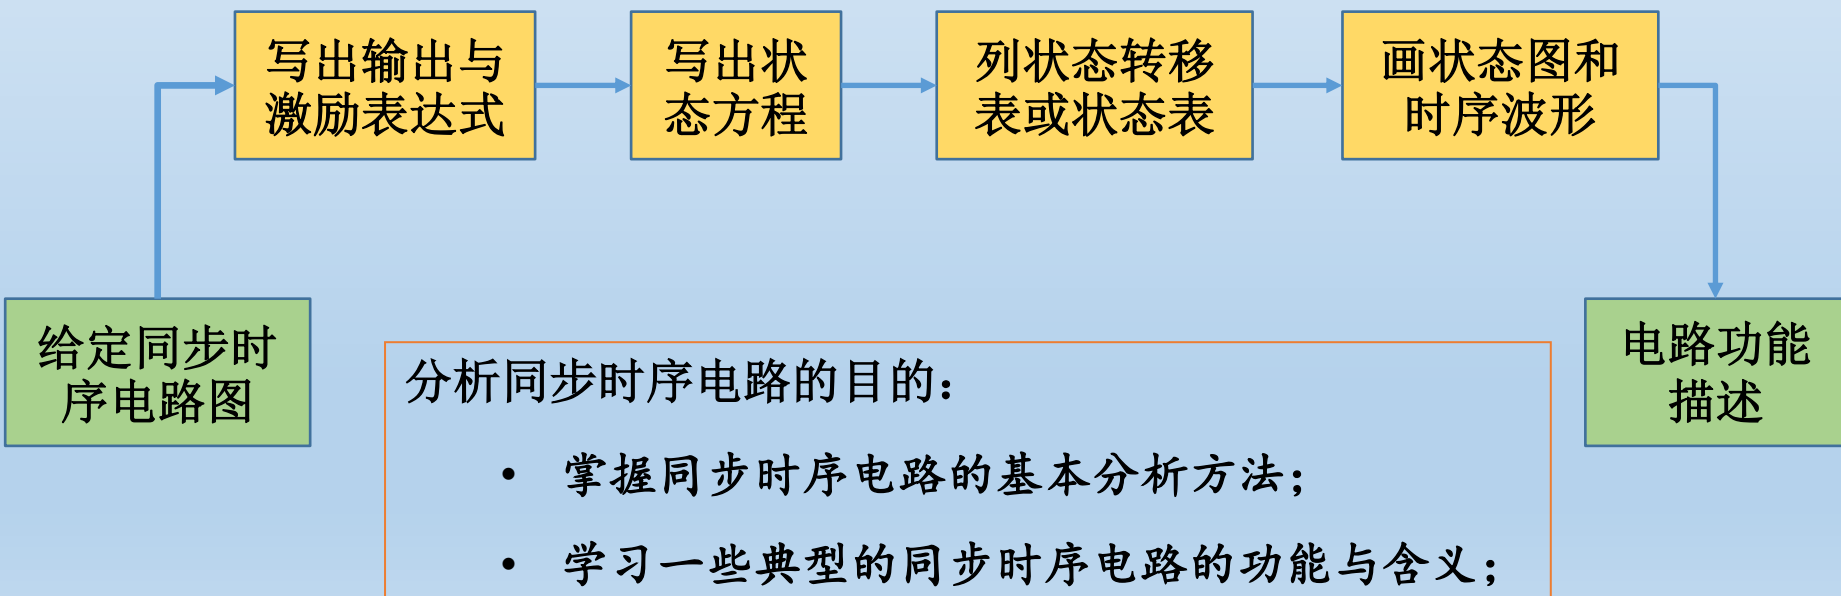 写出输出与
激励表达式
写出状
态方程
列状态转移
表或状态表
画状态图和
时序波形
给定同步时
序电路图
电路功能
描述
分析同步时序电路的目的：
• 掌握同步时序电路的基本分析方法；
• 学习一些典型的同步时序电路的功能与含义；